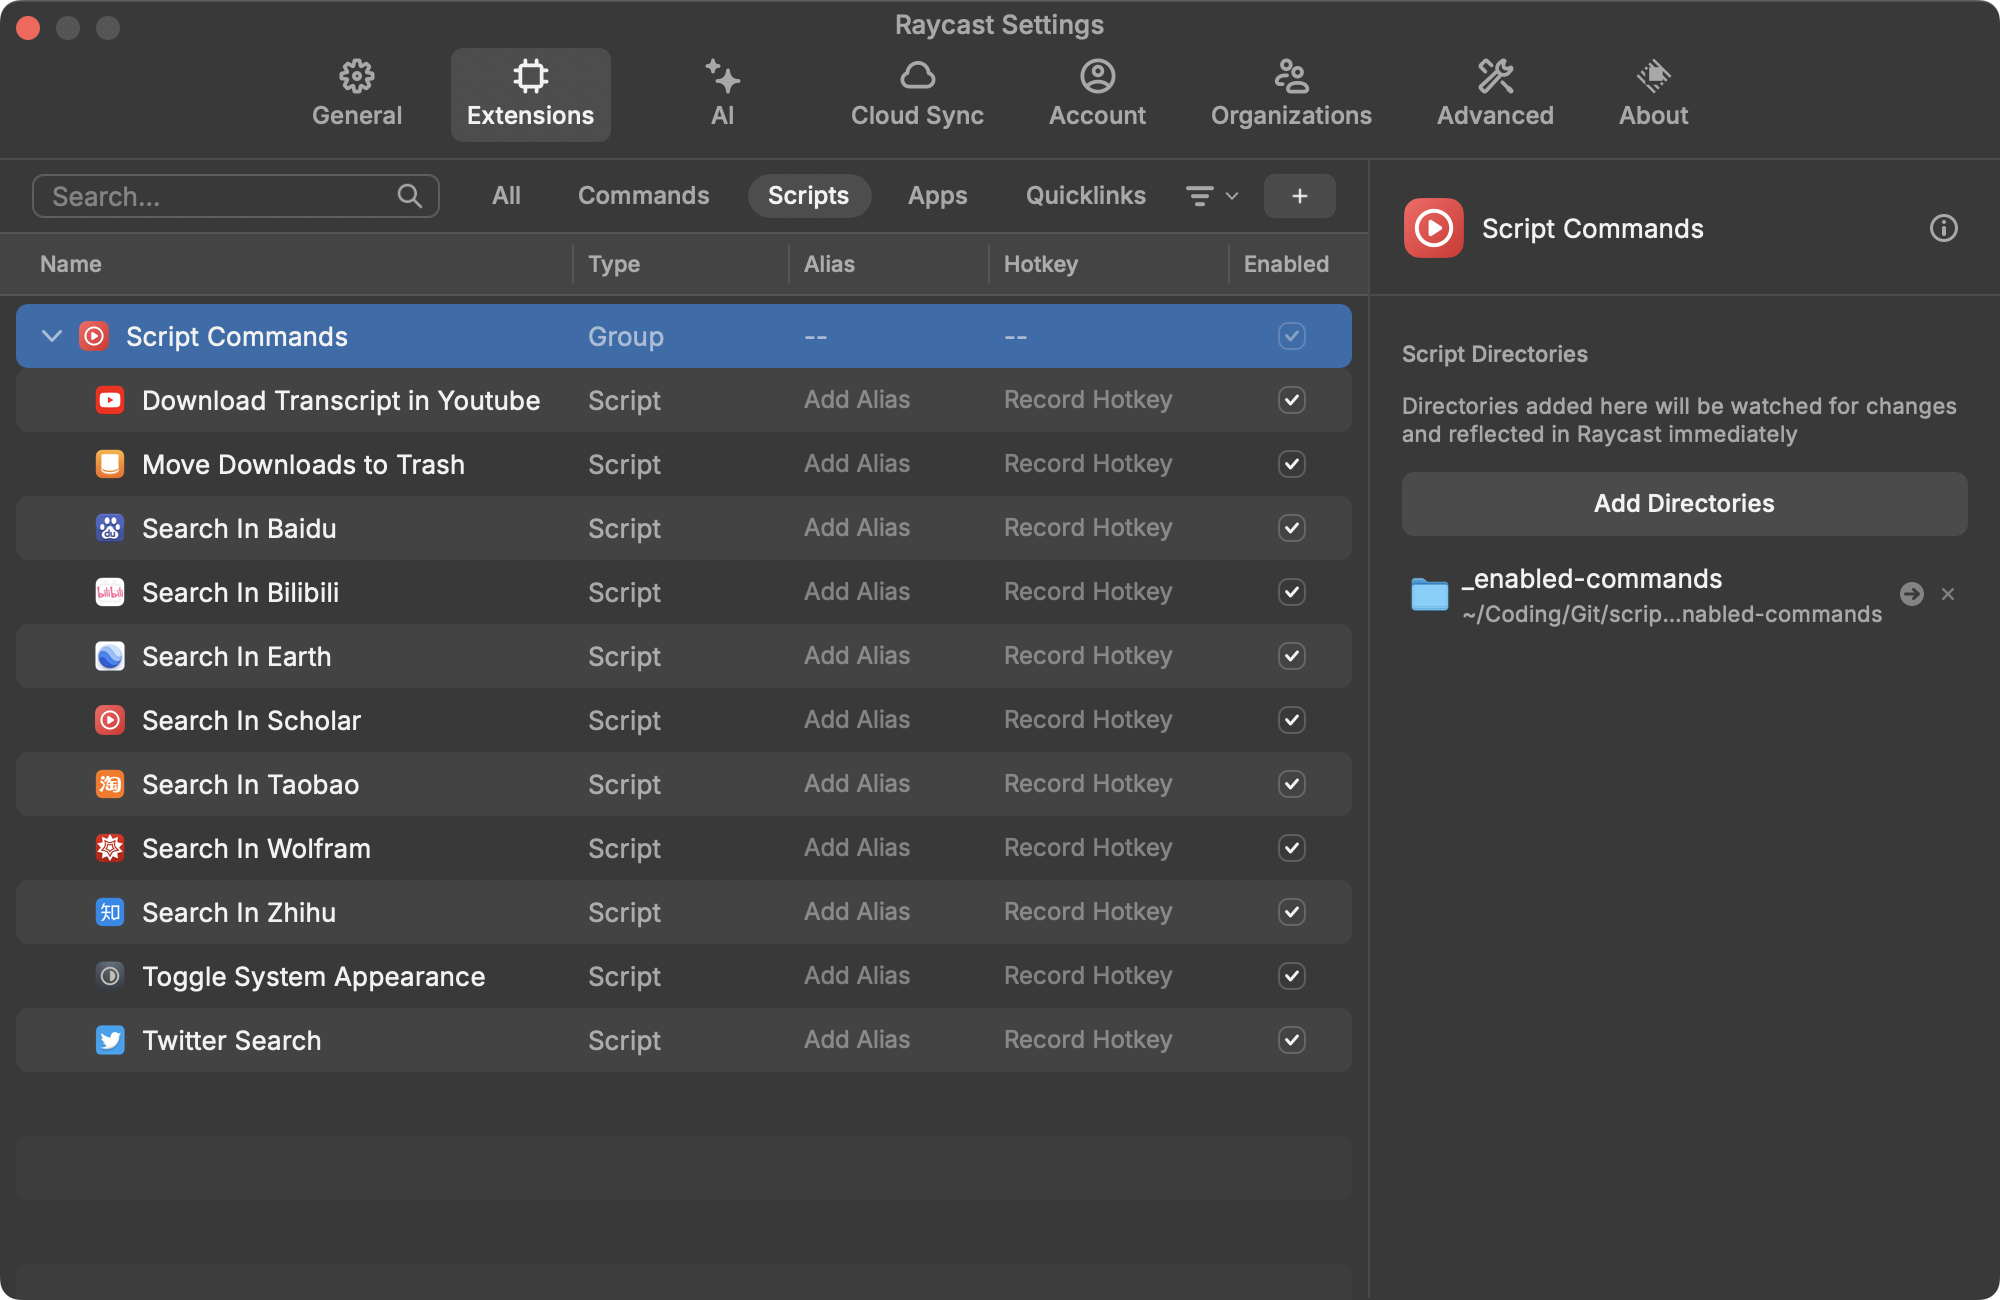 Raycast Settings
General
Extensions
AI
Cloud Sync
Account
Organizations
Advanced
About
Search...
All
Commands
Scripts
Apps
Quicklinks
+
Name
Type
Alias
Hotkey
Enabled
Script Commands Group -- --
Download Transcript in Youtube Script Add Alias Record Hotkey
Move Downloads to Trash Script Add Alias Record Hotkey
du
Search In Baidu Script Add Alias Record Hotkey
bilibili
Search In Bilibili Script Add Alias Record Hotkey
Search In Earth Script Add Alias Record Hotkey
Search In Scholar Script Add Alias Record Hotkey
淘
Search In Taobao Script Add Alias Record Hotkey
Search In Wolfram Script Add Alias Record Hotkey
知
Search In Zhihu Script Add Alias Record Hotkey
Toggle System Appearance Script Add Alias Record Hotkey
Twitter Search Script Add Alias Record Hotkey
Script Commands
Script Directories
Directories added here will be watched for changes
and reflected in Raycast immediately
Add Directories
_enabled-commands
~/Coding/Git/scrip...nabled-commands